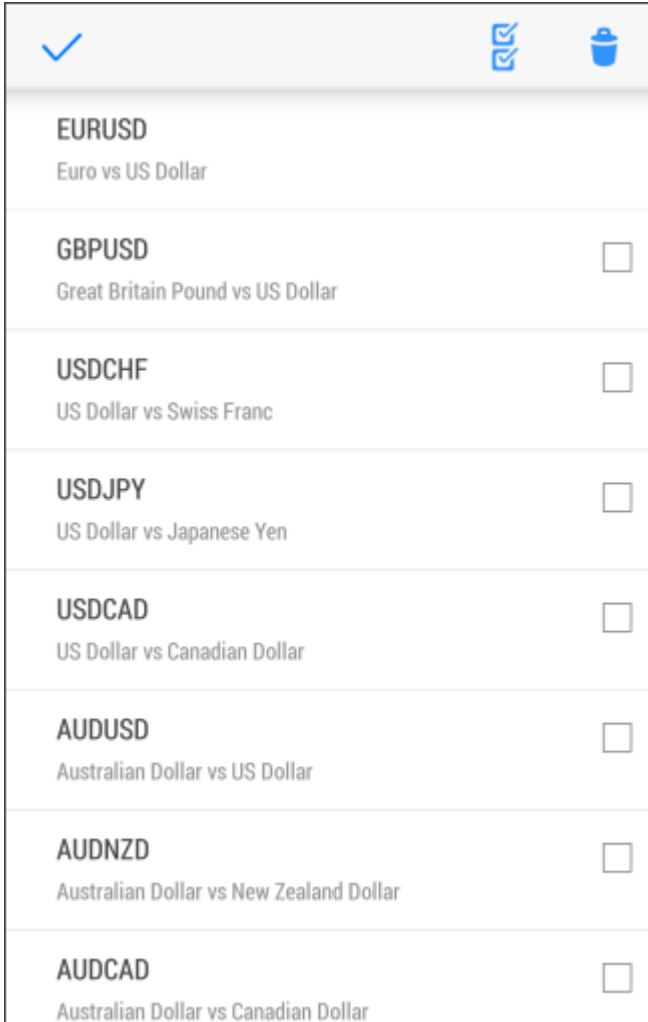 EURUSD
Euro vs US Dollar
GBPUSD
Great Britain Pound vs US Dollar
USDCHF
US Dollar vs Swiss Franc
USDJPY
US Dollar vs Japanese Yen
USDCAD
US Dollar vs Canadian Dollar
AUDUSD
Australian Dollar vs US Dollar
AUDNZD
Australian Dollar vs New Zealand Dollar
AUDCAD
Australian Dollar vs Canadian Dollar